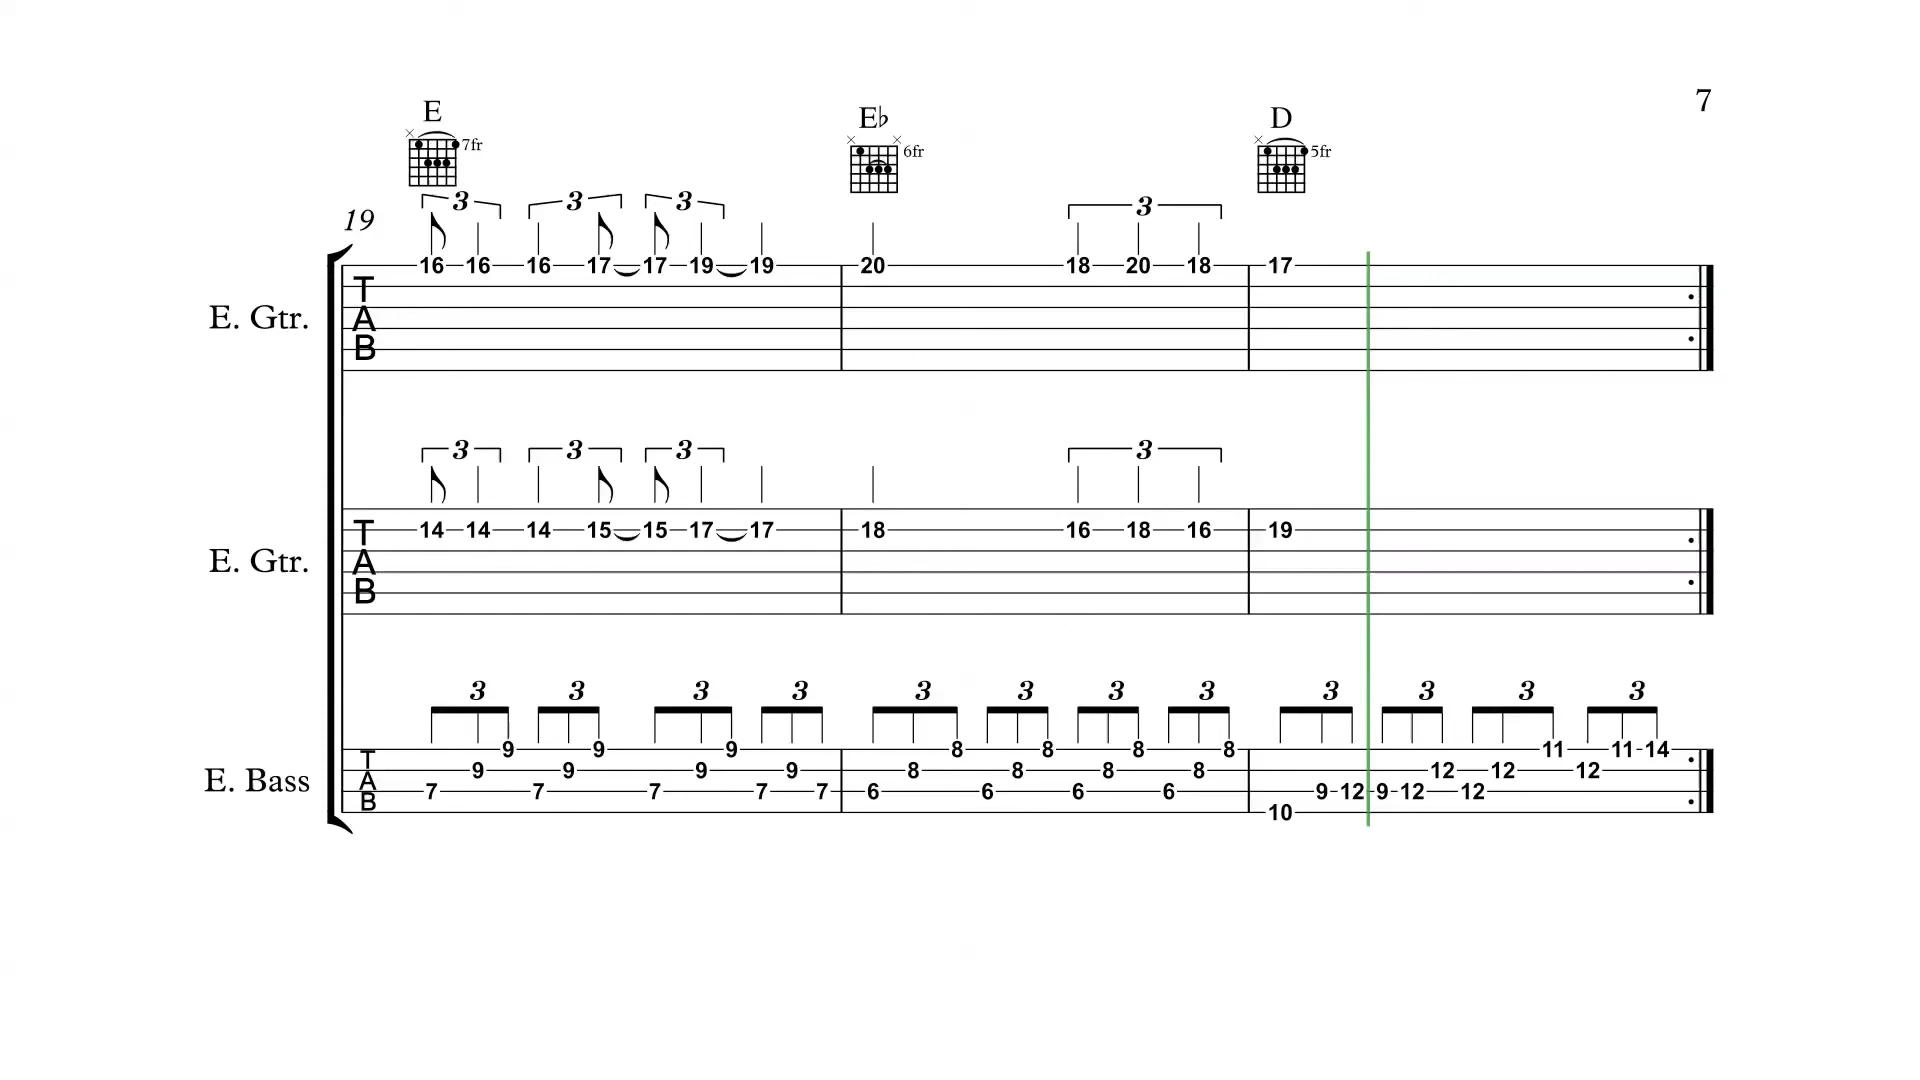 7
E E♭ D
7fr 6fr 5fr
3 3 3 3
19
16 16 16 17 17 19 19 20 18 20 18 17
E. Gtr.
T
A
B
3 3 3 3
14 14 14 15 15 17 17 18 16 18 16 19
E. Gtr.
T
A
B
3 3 3 3 3 3 3 3 3 3 3 3
9 9 9 8 8 8 8 11 11 14
9 9 9 9 8 8 8 8 12 12 12
7 7 7 7 7 6 6 6 6 9 12 9 12 12
10
E. Bass
T
A
B